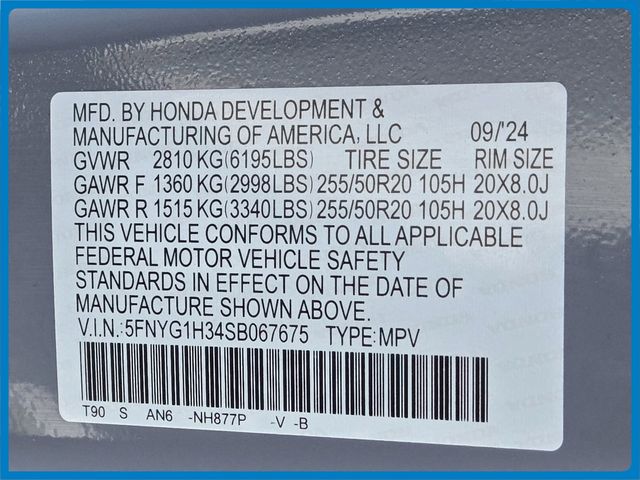 MFD. BY HONDA DEVELOPMENT &
MANUFACTURING OF AMERICA, LLC 09/'24
GVWR 2810 KG(6195LBS) TIRE SIZE RIM SIZE
GAWR F 1360 KG(2998LBS) 255/50R20 105H 20X8.0J
GAWR R 1515 KG(3340LBS) 255/50R20 105H 20X8.0J
THIS VEHICLE CONFORMS TO ALL APPLICABLE
FEDERAL MOTOR VEHICLE SAFETY
STANDARDS IN EFFECT ON THE DATE OF
MANUFACTURE SHOWN ABOVE.
V.I.N.:5FNYG1H34SB067675 TYPE:MPV
T90 S AN6 -NH877P -V -B